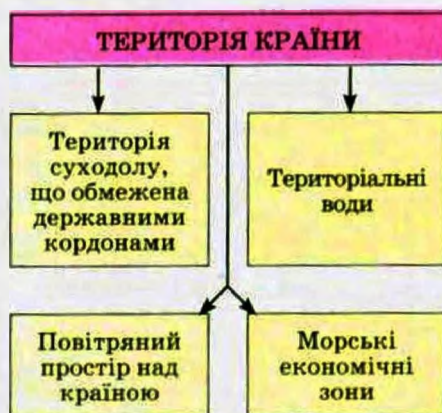 ТЕРИТОРІЯ КРАЇНИ
Територія
суходолу,
що обмежена
державними
кордонами
Територіальні
води
Повітряний
простір над
країною
Морські
економічні
зони